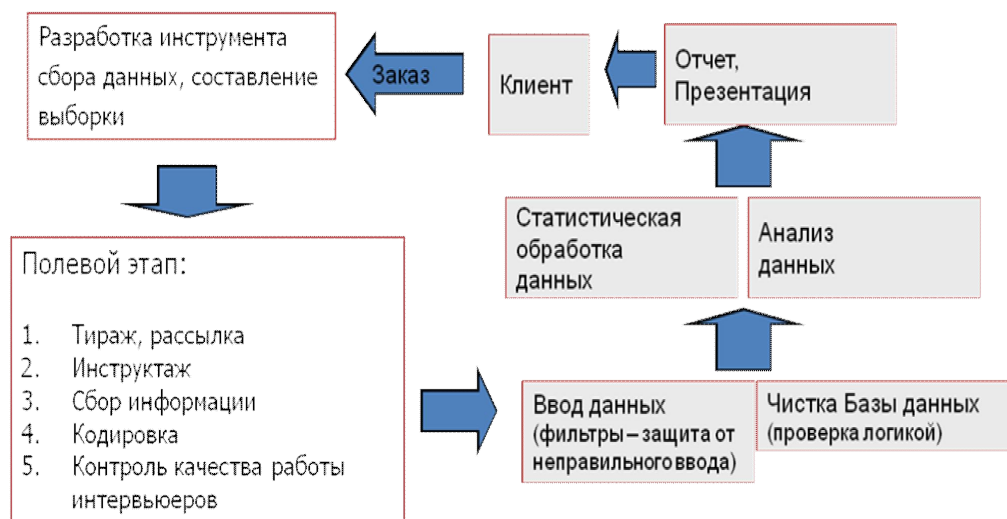 Разработка инструмента
сбора данных, составление
выборки
Заказ
Клиент
Отчет,
Презентация
Статистическая
обработка
данных
Анализ
данных
Полевой этап:
1. Тираж, рассылка
2. Инструктаж
3. Сбор информации
4. Кодировка
5. Контроль качества работы
интервьюеров
Ввод данных
(фильтры – защита от
неправильного ввода)
Чистка Базы данных
(проверка логикой)